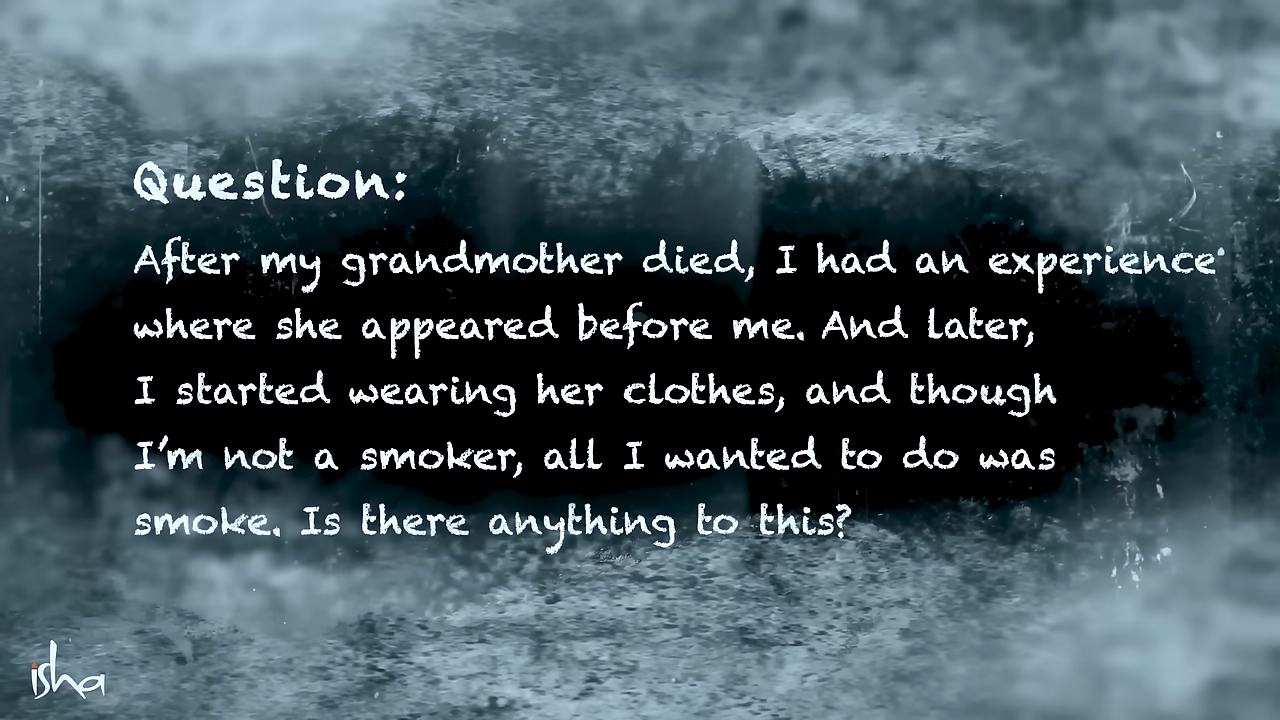 Question:
After my grandmother died, I had an experience
where she appeared before me. And later,
I started wearing her clothes, and though
I'm not a smoker, all I wanted to do was
smoke. Is there anything to this?
isha